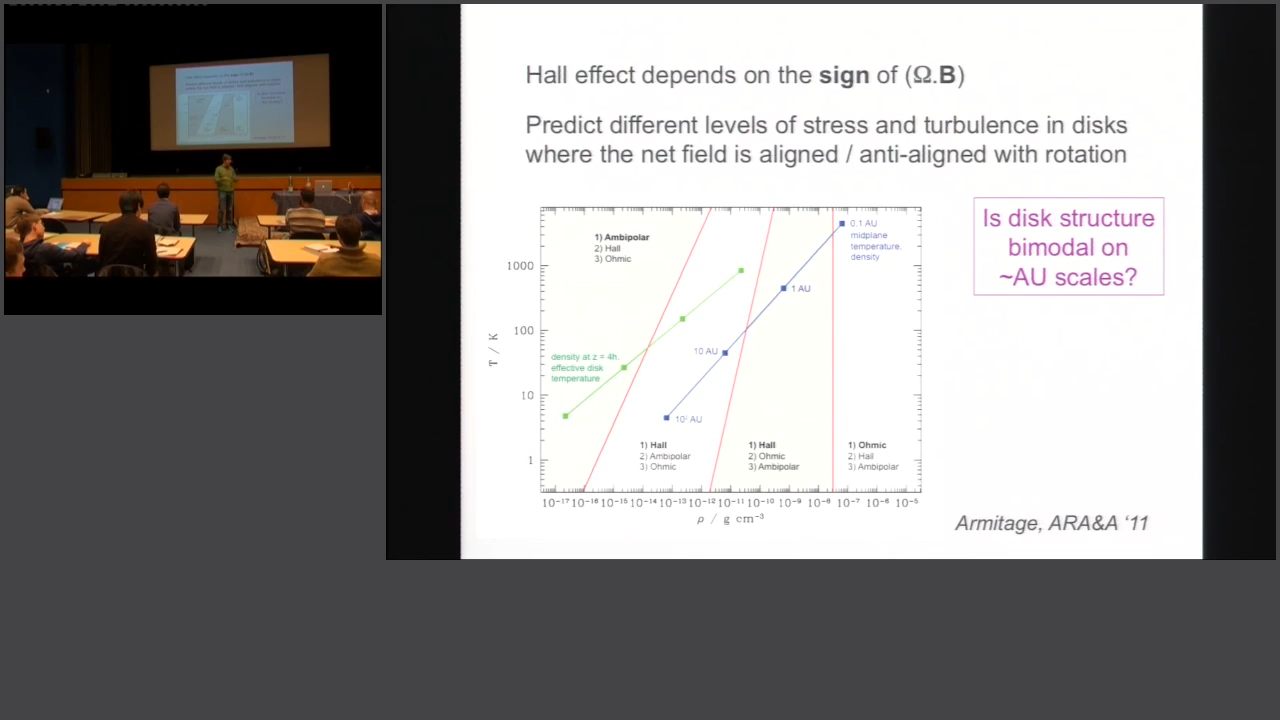 Hall effect depends on the sign of (Ω.B)
Predict different levels of stress and turbulence in disks
where the net field is aligned / anti-aligned with rotation
Is disk structure
bimodal on
~AU scales?
1) Ambipolar
2) Hall
3) Ohmic
0.1 AU
midplane
temperature.
density
1 AU
10 AU
10² AU
density at z = 4h.
effective disk
temperature
1) Hall
2) Ambipolar
3) Ohmic
1) Hall
2) Ohmic
3) Ambipolar
1) Ohmic
2) Hall
3) Ambipolar
1000
100
10
1
T / K
10⁻¹⁷ 10⁻¹⁶ 10⁻¹⁵ 10⁻¹⁴ 10⁻¹³ 10⁻¹² 10⁻¹¹ 10⁻¹⁰ 10⁻⁹ 10⁻⁸ 10⁻⁷ 10⁻⁶ 10⁻⁵
ρ / g cm⁻³
Armitage, ARA&A ‘11